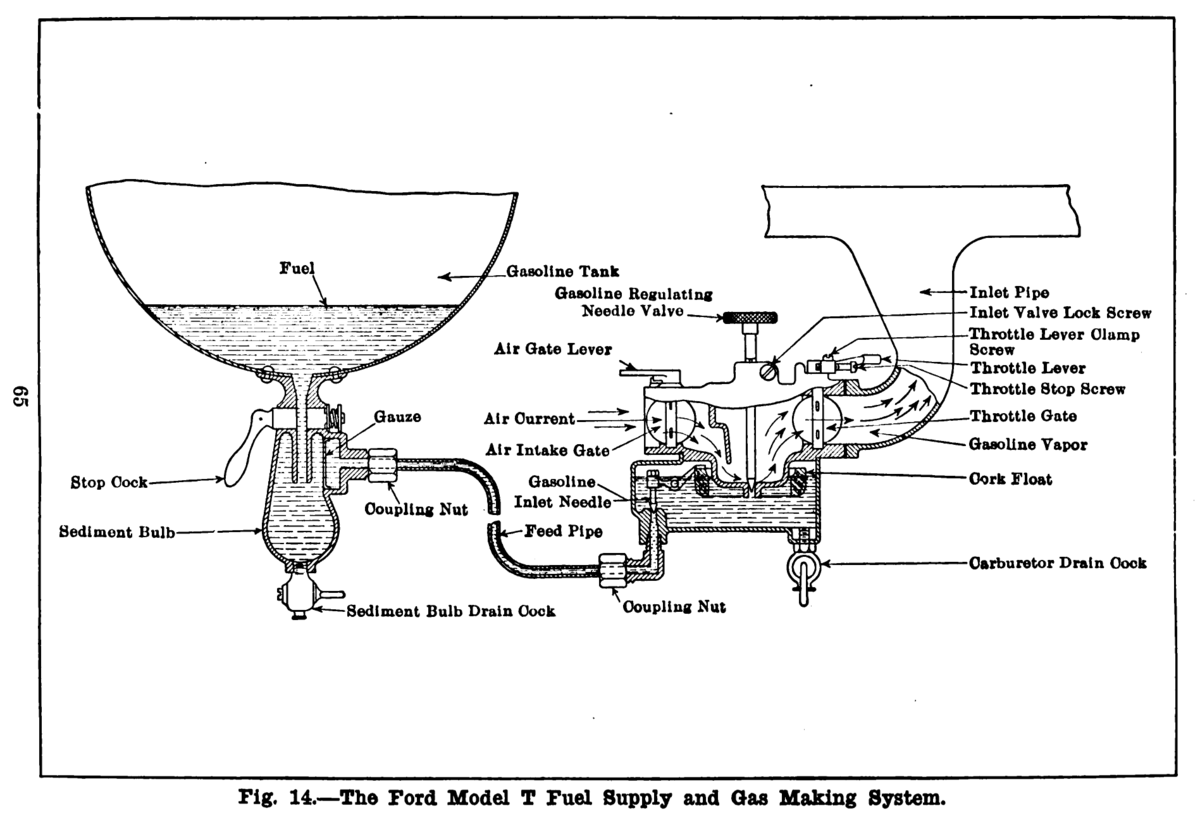 Fuel
Gasoline Tank
Gasoline Regulating
Needle Valve
Inlet Pipe
Inlet Valve Lock Screw
Throttle Lever Clamp
Screw
Air Gate Lever
Throttle Lever
Throttle Stop Screw
65
Gauze
Air Current
Throttle Gate
Air Intake Gate
Gasoline Vapor
Stop Cock
Gasoline
Inlet Needle
Cork Float
Coupling Nut
Sediment Bulb
Feed Pipe
Carburetor Drain Cock
Sediment Bulb Drain Cock
Coupling Nut
Fig. 14.—The Ford Model T Fuel Supply and Gas Making System.